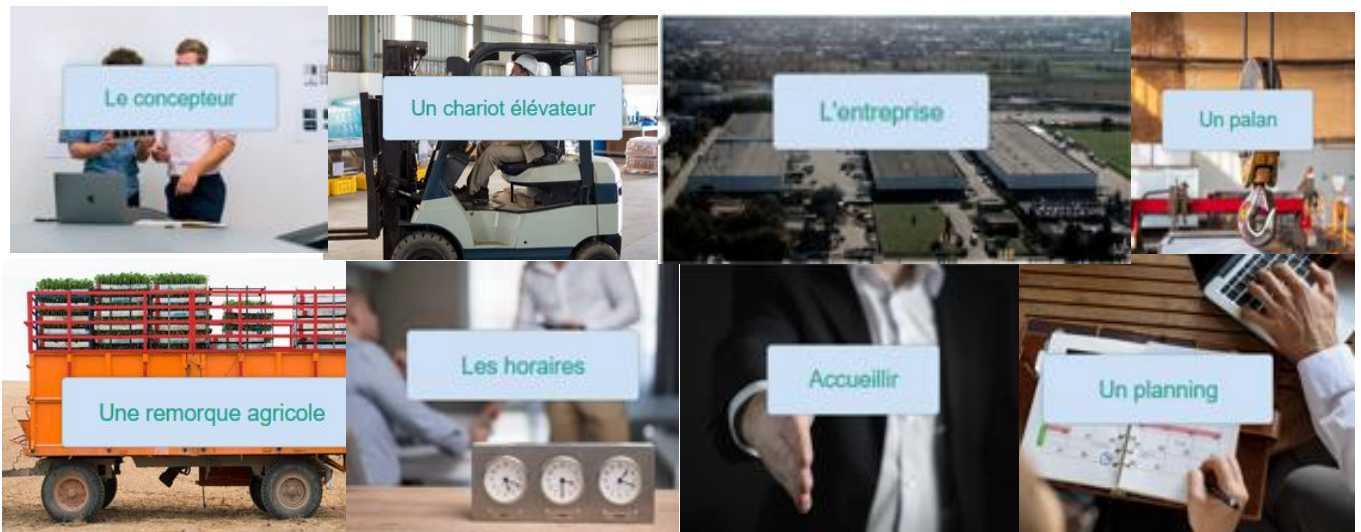 Le concepteur
Un chariot élévateur
L'entreprise
Un palan
Une remorque agricole
Les horaires
Accueillir
Un planning